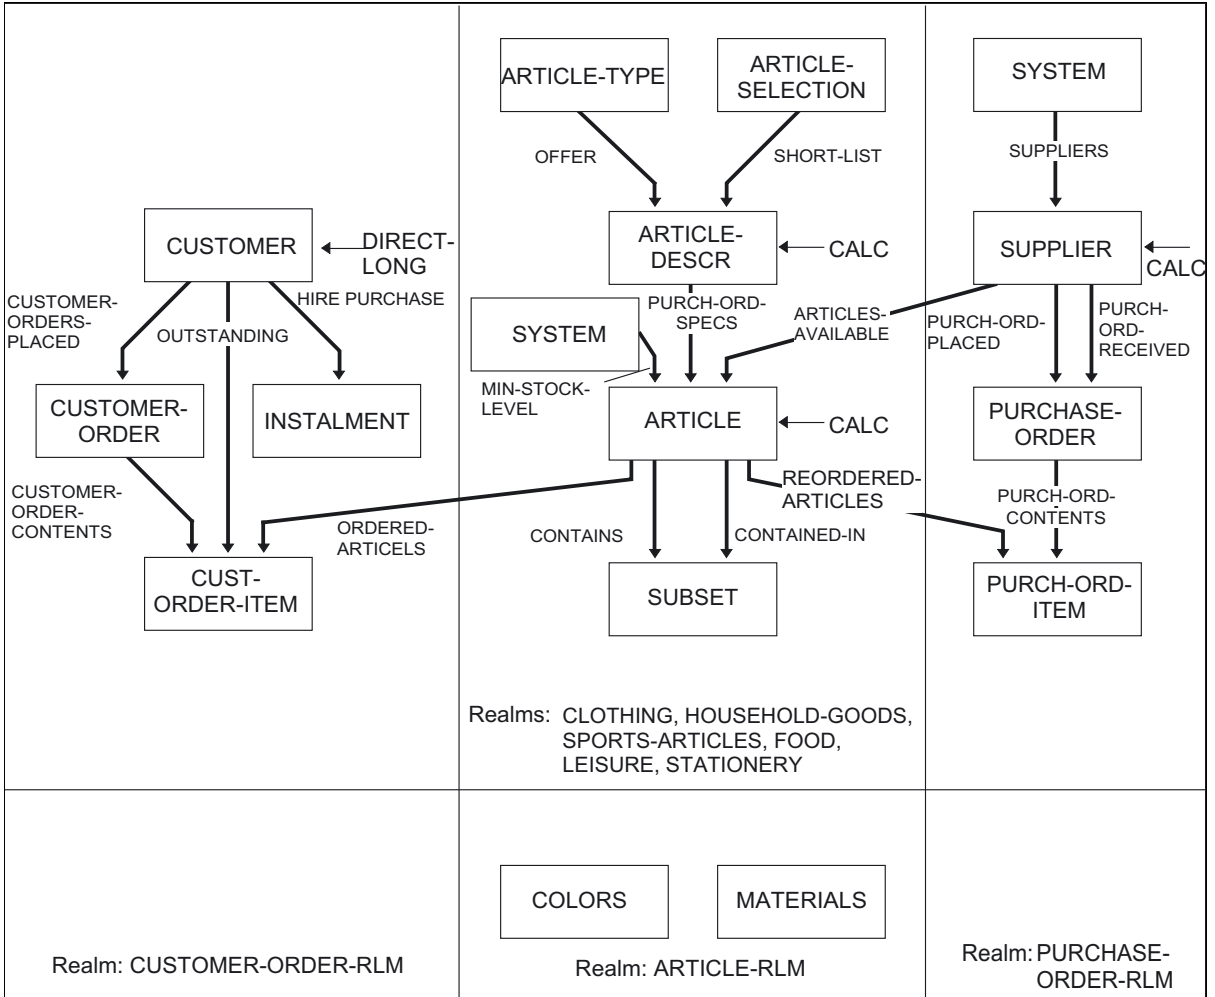 ARTICLE-TYPE
ARTICLE-
SELECTION
SYSTEM
OFFER
SHORT-LIST
SUPPLIERS
CUSTOMER
DIRECT-
LONG
ARTICLE-
DESCR
CALC
SUPPLIER
CALC
CUSTOMER-
ORDERS-
PLACED
OUTSTANDING
HIRE PURCHASE
SYSTEM
PURCH-ORD-
SPECS
ARTICLES-
AVAILABLE
PURCH-ORD-
PLACED
PURCH-
ORD-
RECEIVED
MIN-STOCK-
LEVEL
CUSTOMER-
ORDER
INSTALMENT
ARTICLE
CALC
PURCHASE-
ORDER
CUSTOMER-
ORDER-
CONTENTS
ORDERED-
ARTICELS
CONTAINS
CONTAINED-IN
REORDERED-
ARTICLES
PURCH-ORD-
CONTENTS
CUST-
ORDER-ITEM
SUBSET
PURCH-ORD-
ITEM
Realms: CLOTHING, HOUSEHOLD-GOODS,
SPORTS-ARTICLES, FOOD,
LEISURE, STATIONERY
COLORS
MATERIALS
Realm: CUSTOMER-ORDER-RLM
Realm: ARTICLE-RLM
Realm: PURCHASE-
ORDER-RLM